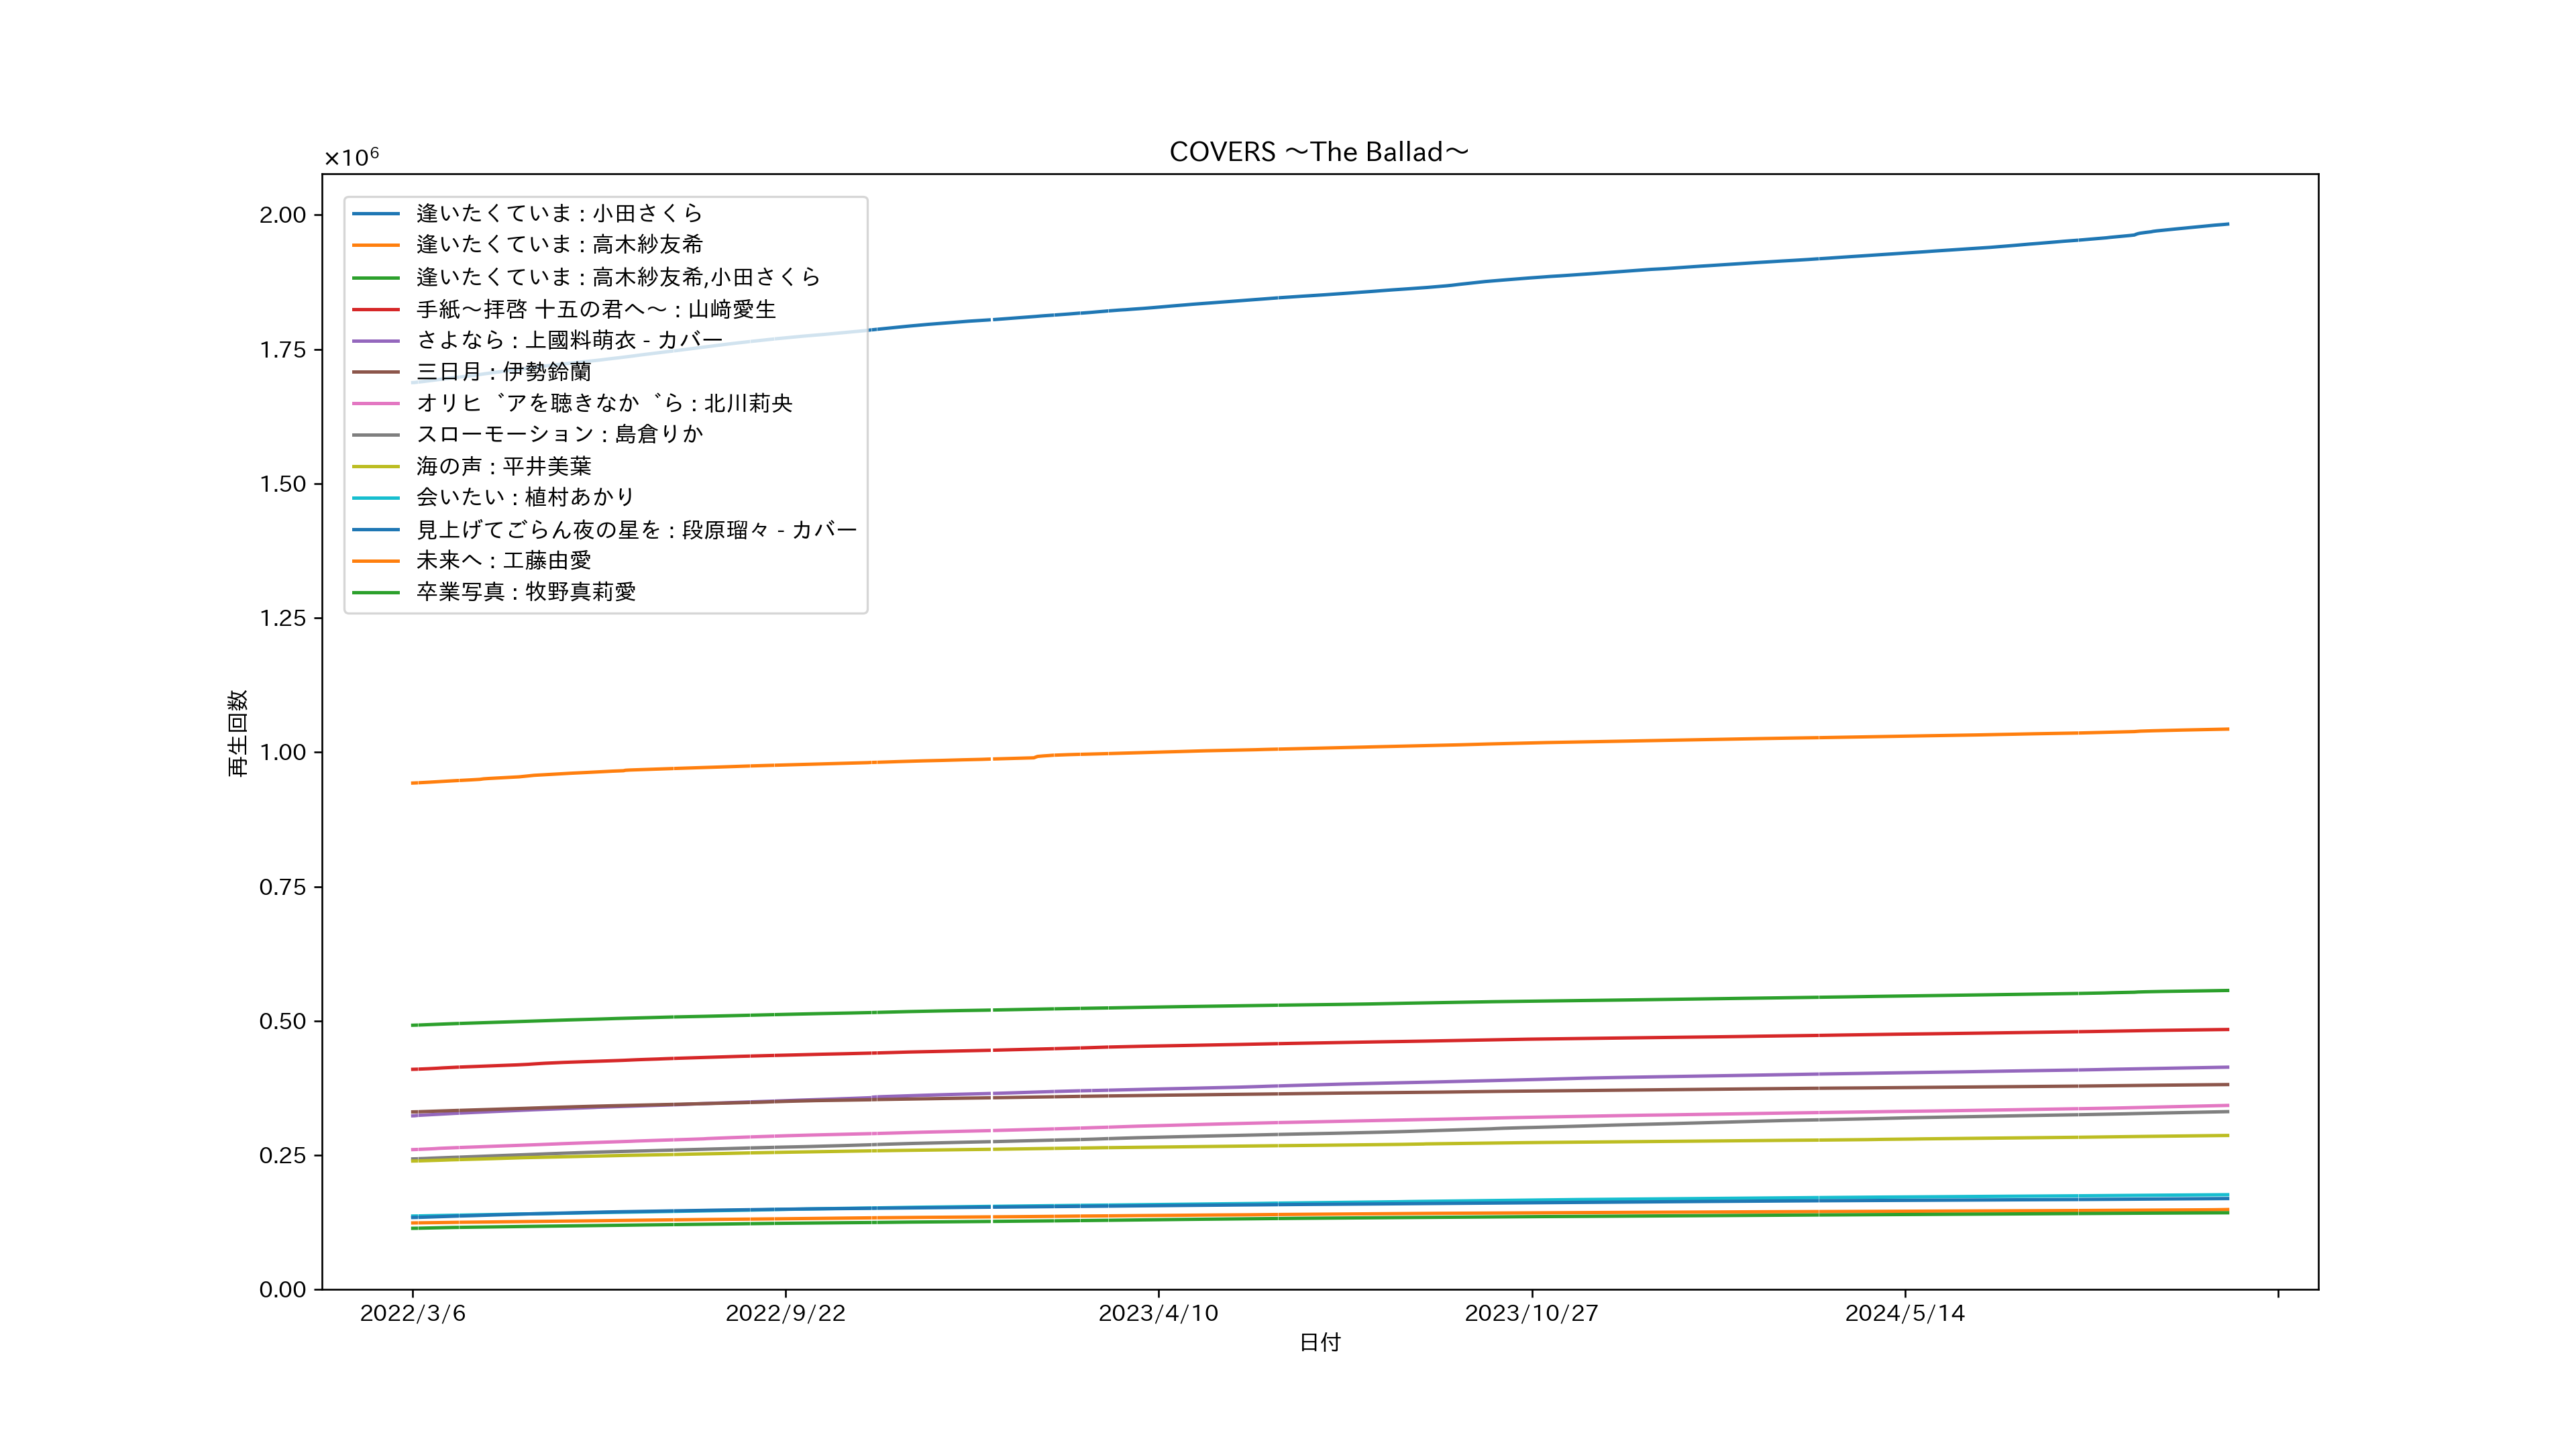 COVERS ～The Ballad～
×10⁶
2.00
1.75
1.50
1.25
1.00
0.75
0.50
0.25
0.00
再生回数
逢いたくていま : 小田さくら
逢いたくていま : 高木紗友希
逢いたくていま : 高木紗友希,小田さくら
手紙～拝啓 十五の君へ～ : 山﨑愛生
さよなら : 上國料萌衣 - カバー
三日月 : 伊勢鈴蘭
オリヒ゛アを聴きなか゛ら : 北川莉央
スローモーション : 島倉りか
海の声 : 平井美葉
会いたい : 植村あかり
見上げてごらん夜の星を : 段原瑠々 - カバー
未来へ : 工藤由愛
卒業写真 : 牧野真莉愛
2022/3/6
2022/9/22
2023/4/10
2023/10/27
2024/5/14
日付